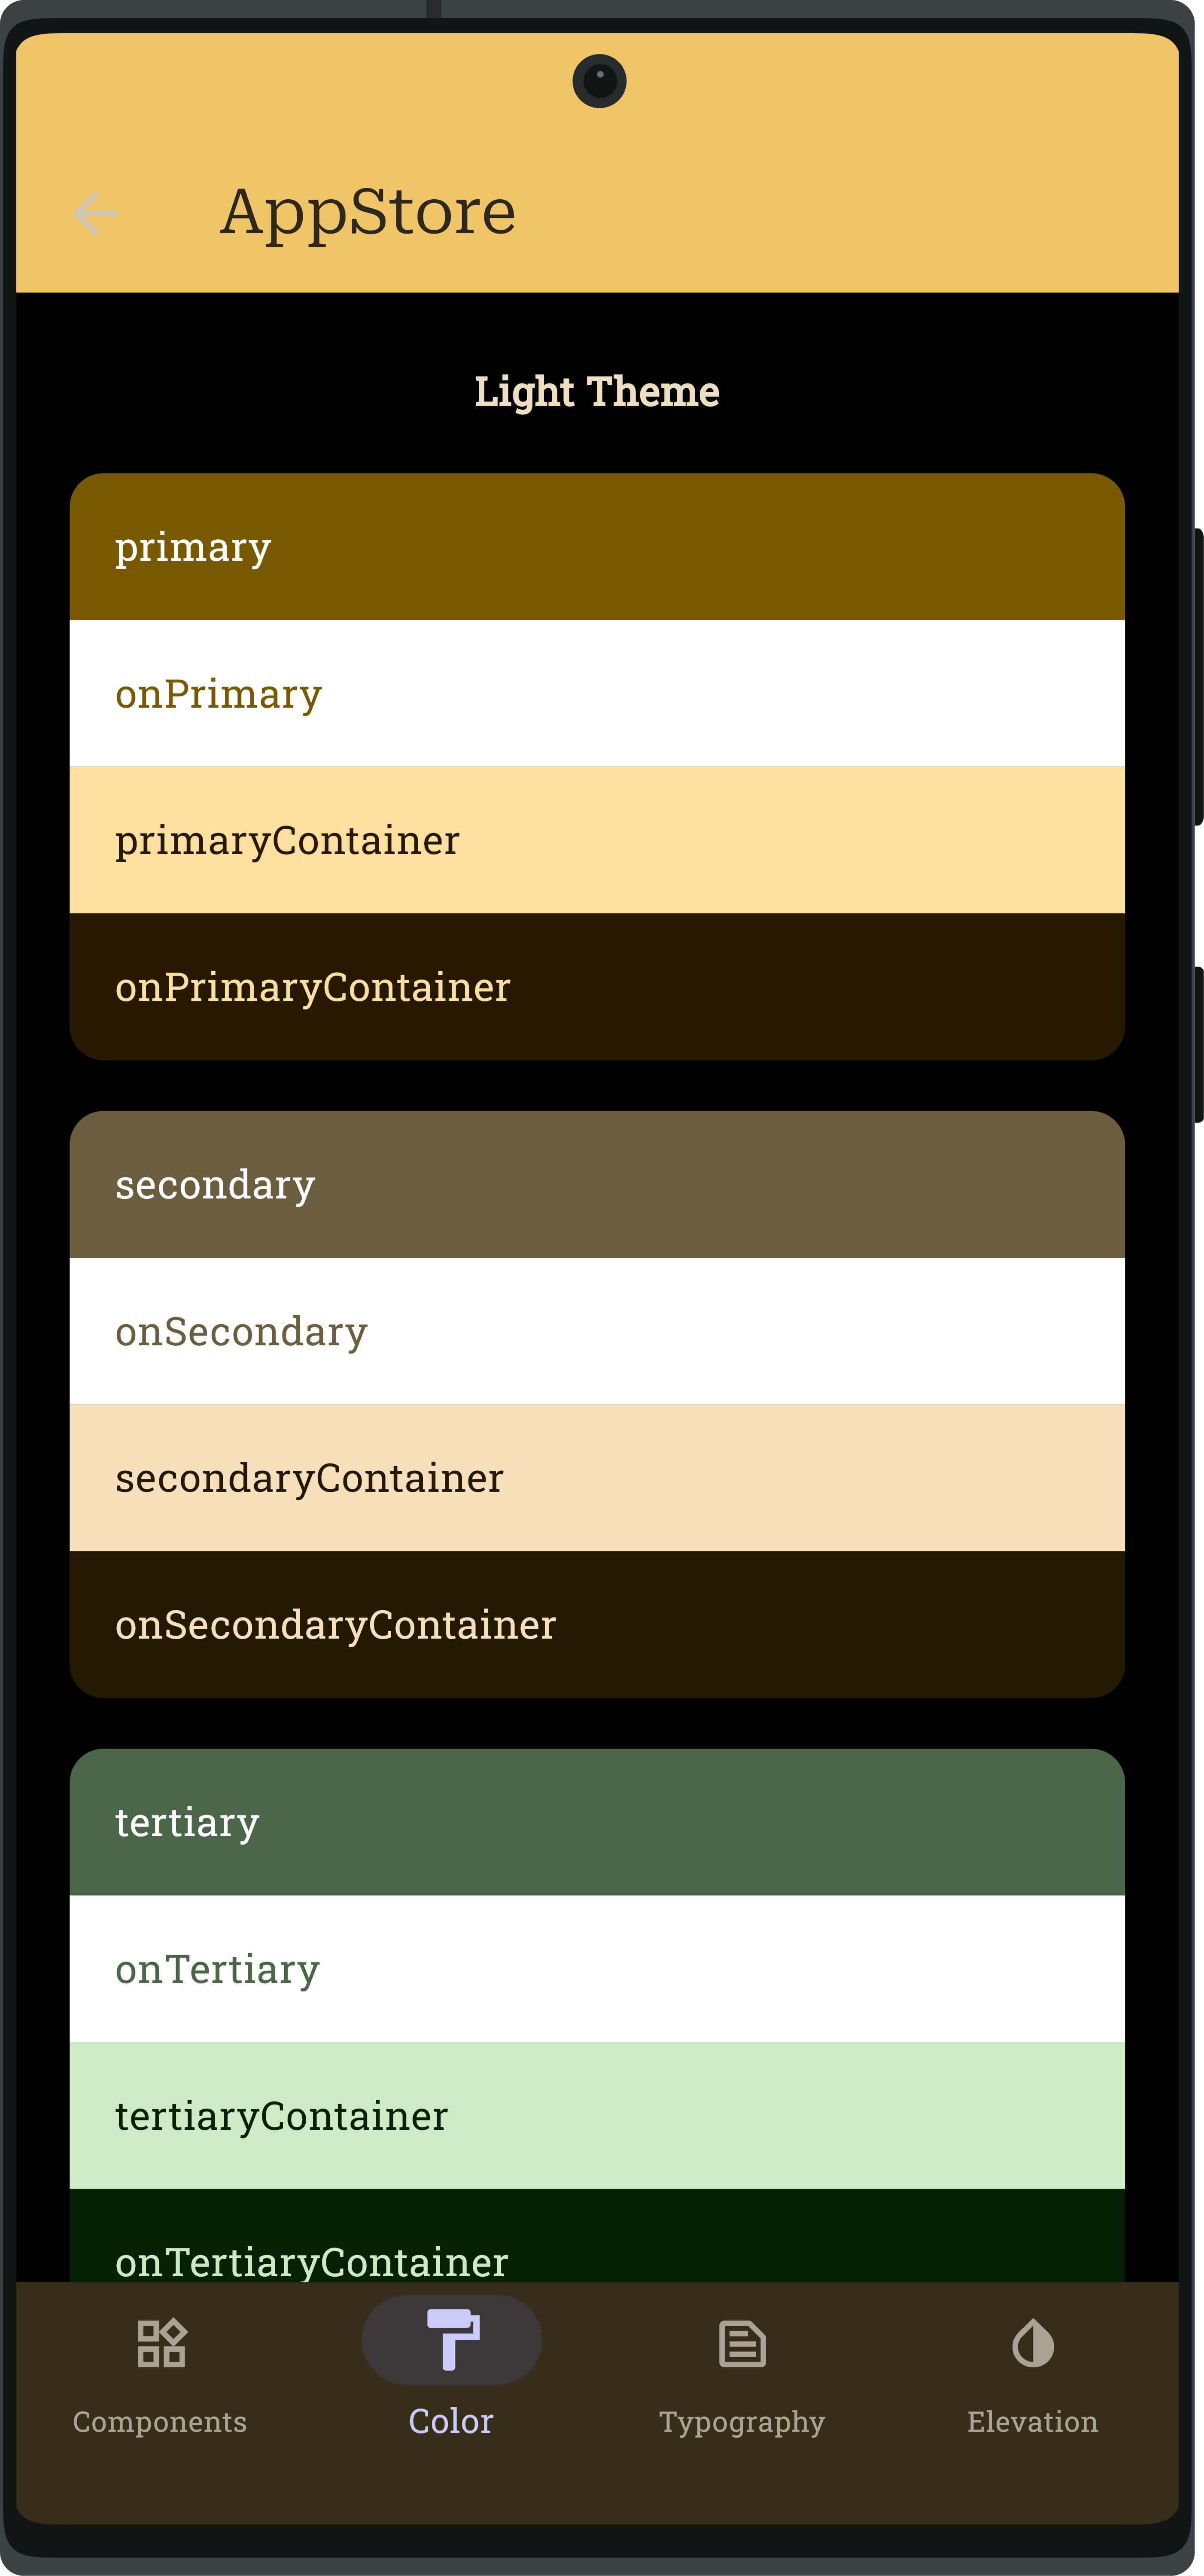 AppStore
Light Theme
primary
onPrimary
primaryContainer
onPrimaryContainer
secondary
onSecondary
secondaryContainer
onSecondaryContainer
tertiary
onTertiary
tertiaryContainer
onTertiaryContainer
Components
Color
Typography
Elevation